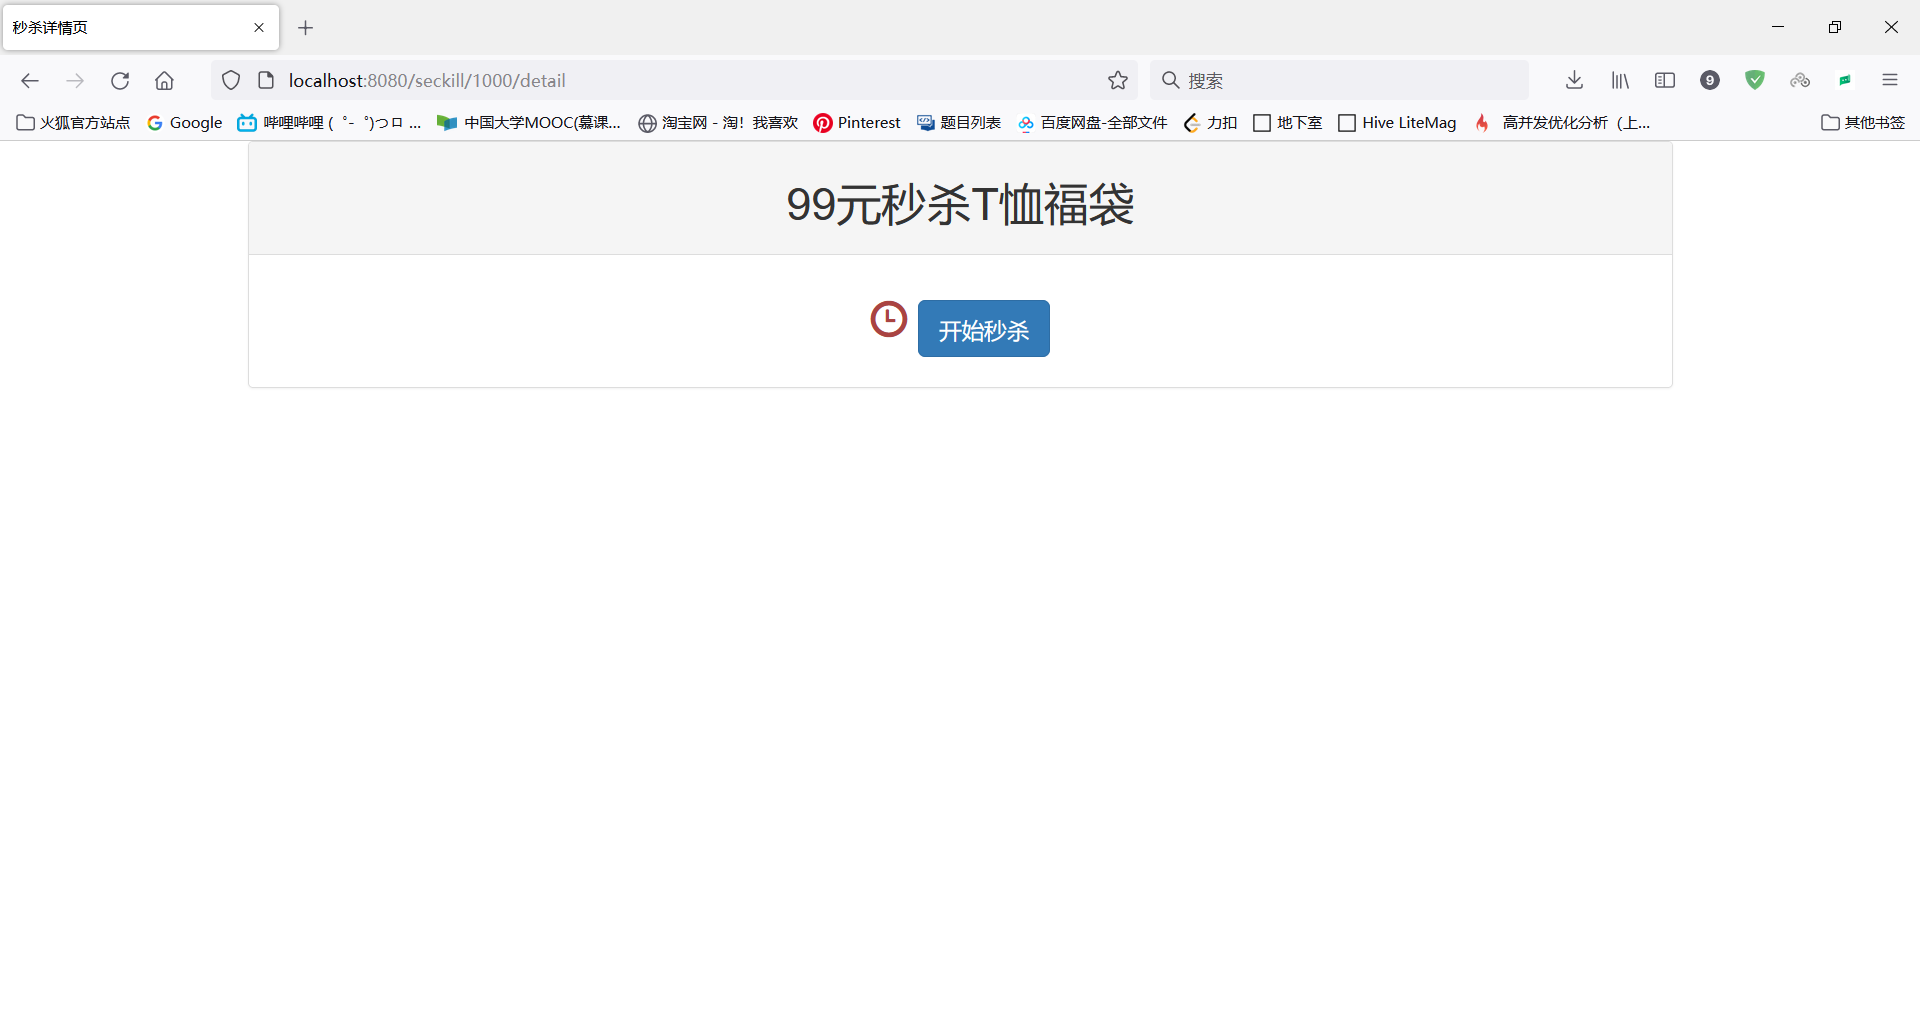 秒杀详情页
localhost:8080/seckill/1000/detail
搜索
9
火狐官方站点
Google
哔哩哔哩 ( ゜- ゜)つロ ...
中国大学MOOC(慕课...
淘宝网 - 淘！我喜欢
Pinterest
题目列表
百度网盘-全部文件
力扣
地下室
Hive LiteMag
高并发优化分析（上...
其他书签
99元秒杀T恤福袋
开始秒杀